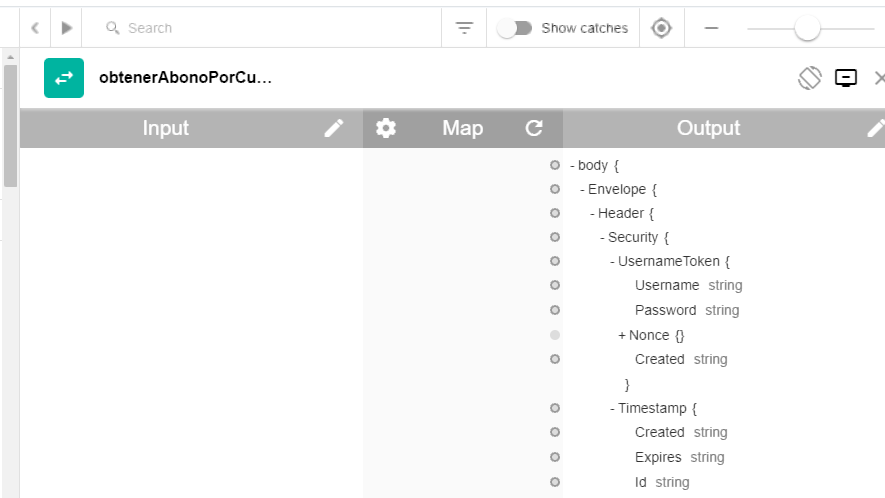 Search
Show catches
obtenerAbonoPorCu...
Input Map Output
- body {
- Envelope {
- Header {
- Security {
- UsernameToken {
Username string
Password string
+ Nonce {}
Created string
}
- Timestamp {
Created string
Expires string
Id string